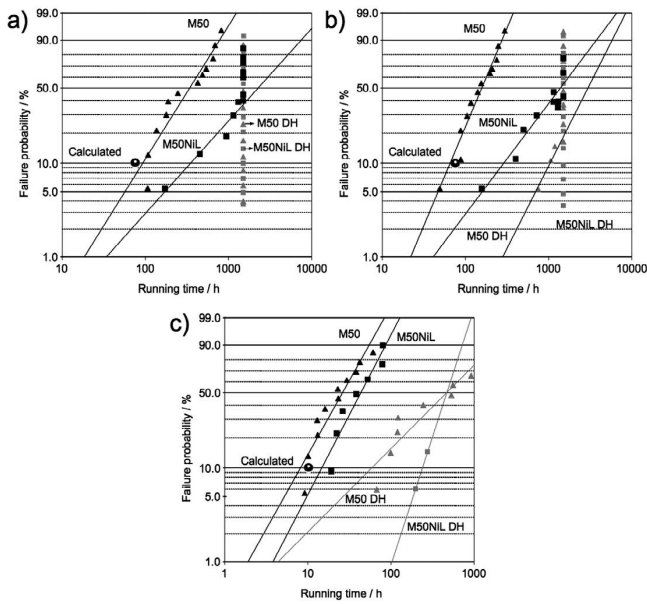 a)
99.0
90.0
50.0
10.0
5.0
1.0
Failure probability / %
M50
Calculated
M50NiL
M50 DH
M50NiL DH
10
100
1000
10000
Running time / h
b)
99.0
90.0
50.0
10.0
5.0
1.0
Failure probability / %
M50
Calculated
M50NiL
M50 DH
M50NiL DH
10
100
1000
10000
Running time / h
c)
99.0
90.0
50.0
10.0
5.0
1.0
Failure probability / %
M50
M50NiL
Calculated
M50 DH
M50NiL DH
1
10
100
1000
Running time / h